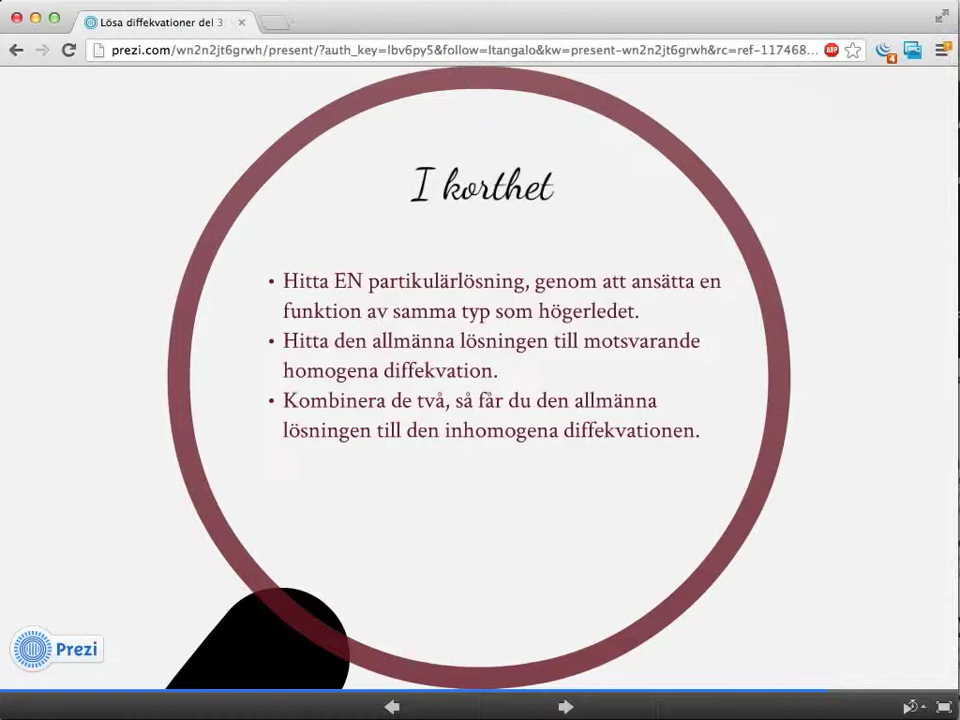 Lösa diffekvationer del 3
prezi.com/wn2n2jt6grwh/present/?auth_key=lbv6py5&follow=ltangalo&kw=present-wn2n2jt6grwh&rc=ref-117468...
ABP
4
I korthet
• Hitta EN partikulärlösning, genom att ansätta en
funktion av samma typ som högerledet.
• Hitta den allmänna lösningen till motsvarande
homogena diffekvation.
• Kombinera de två, så får du den allmänna
lösningen till den inhomogena diffekvationen.
Prezi